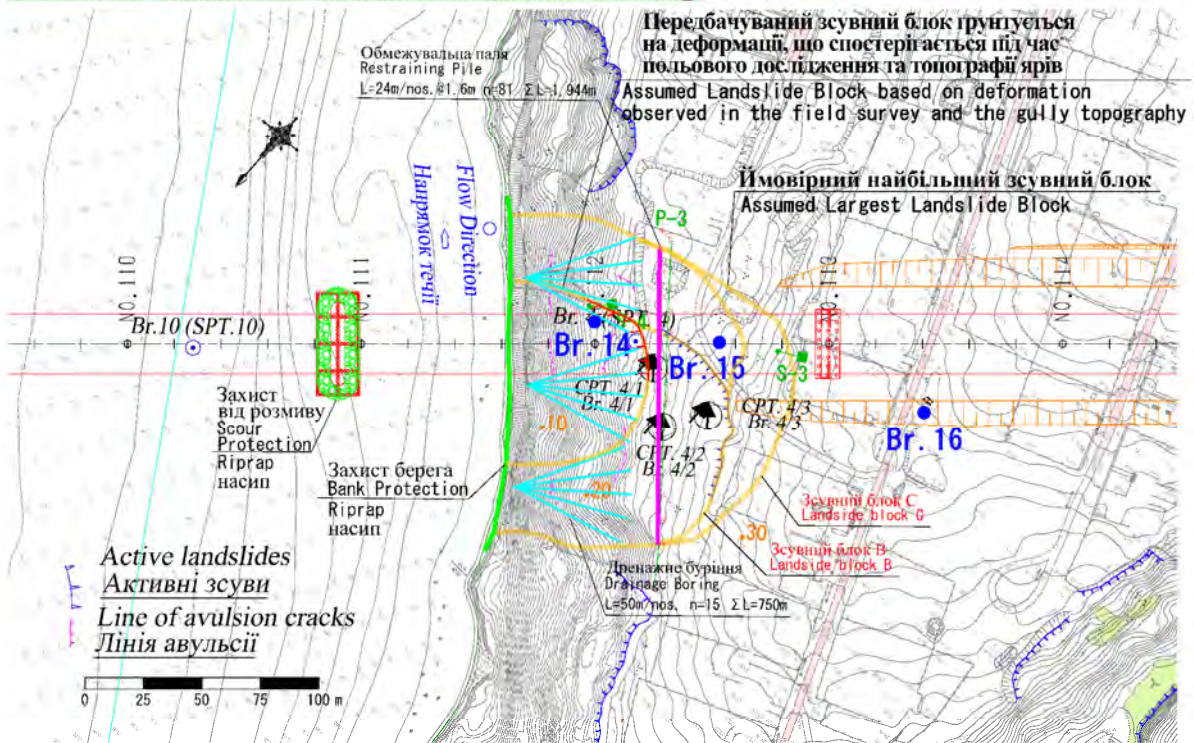 Передбачуваний зсувний блок ґрунтується
на деформації, що спостерігається під час
польового дослідження та топографії ярів
Assumed Landslide Block based on deformation
observed in the field survey and the gully topography
Обмежувальна паля
Restraining Pile
L=24m/nos. @1.6m n=81 ΣL=1,944m
Ймовірний найбільший зсувний блок
Assumed Largest Landslide Block
Flow Direction
Напрямок течії
P-3
NO.110
NO.111
NO.113
NO.114
Br.10 (SPT.10)
Br. 14
Br. 15
S-3
CPT. 4/1
Br. 4/1
CPT. 4/3
Br. 4/3
CPT. 4/2
Br. 4/2
Br. 16
.10
.20
.30
Захист
від розмиву
Scour
Protection
Riprap
насип
Захист берега
Bank Protection
Riprap
насип
Зсувний блок С
Landside block C
Зсувний блок В
Landside block B
Дренажне буріння
Drainage Boring
L=50m/nos. n=15 ΣL=750m
Active landslides
Активні зсуви
Line of avulsion cracks
Лінія авульсії
0 25 50 75 100 m